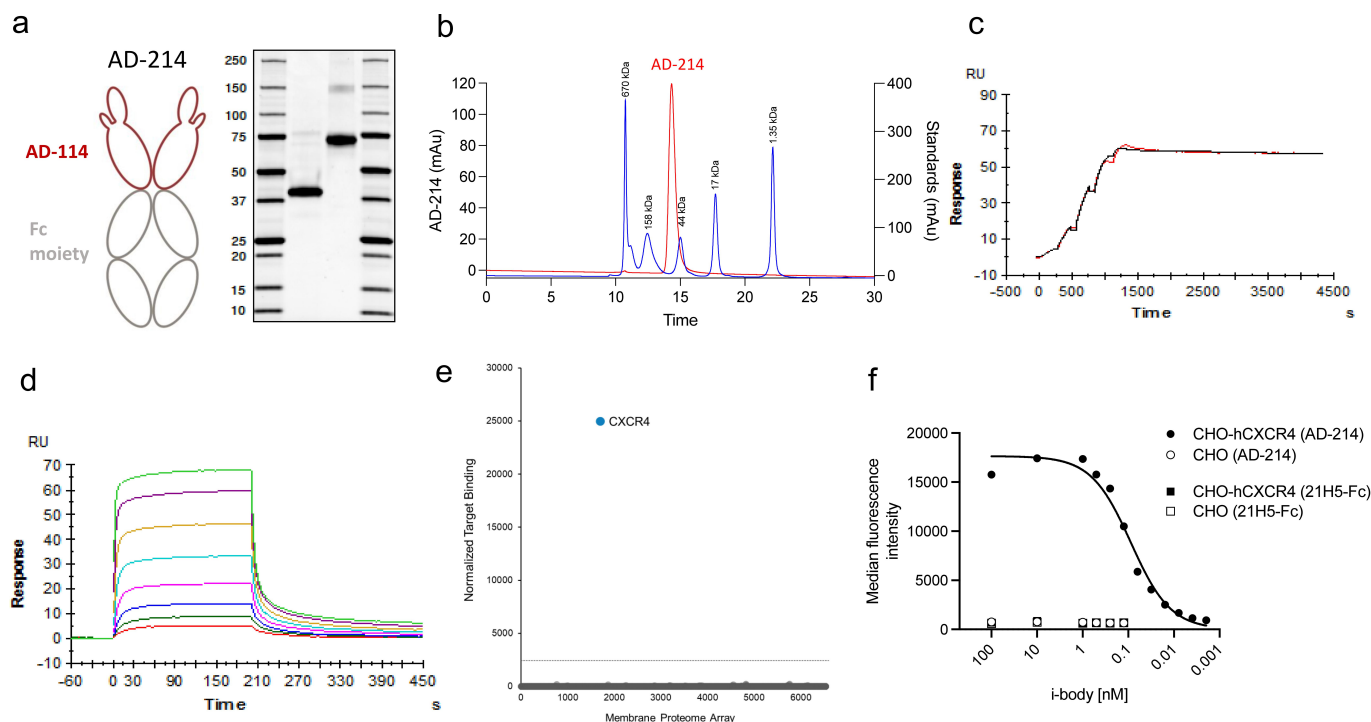 a
AD-214
AD-114
Fc
moiety
250
150
100
75
50
37
25
20
15
10
b
AD-214
120
100
80
60
40
20
0
AD-214 (mAu)
670 kDa
158 kDa
44 kDa
17 kDa
1.35 kDa
400
300
200
100
0
Standards (mAu)
0
5
10
15
20
25
30
Time
c
RU
90
70
50
30
10
-10
Response
-500
0
500
1500
2500
3500
4500
Time
s
d
RU
70
60
50
40
30
20
10
0
-10
Response
-60
0
30
90
150
210
270
330
390
450
Time
s
e
30000
25000
20000
15000
10000
5000
0
Normalized Target Binding
CXCR4
0
1000
2000
3000
4000
5000
6000
Membrane Proteome Array
f
20000
15000
10000
5000
0
Median fluorescence
intensity
100
10
1
0.1
0.01
0.001
i-body [nM]
CHO-hCXCR4 (AD-214)
CHO (AD-214)
CHO-hCXCR4 (21H5-Fc)
CHO (21H5-Fc)